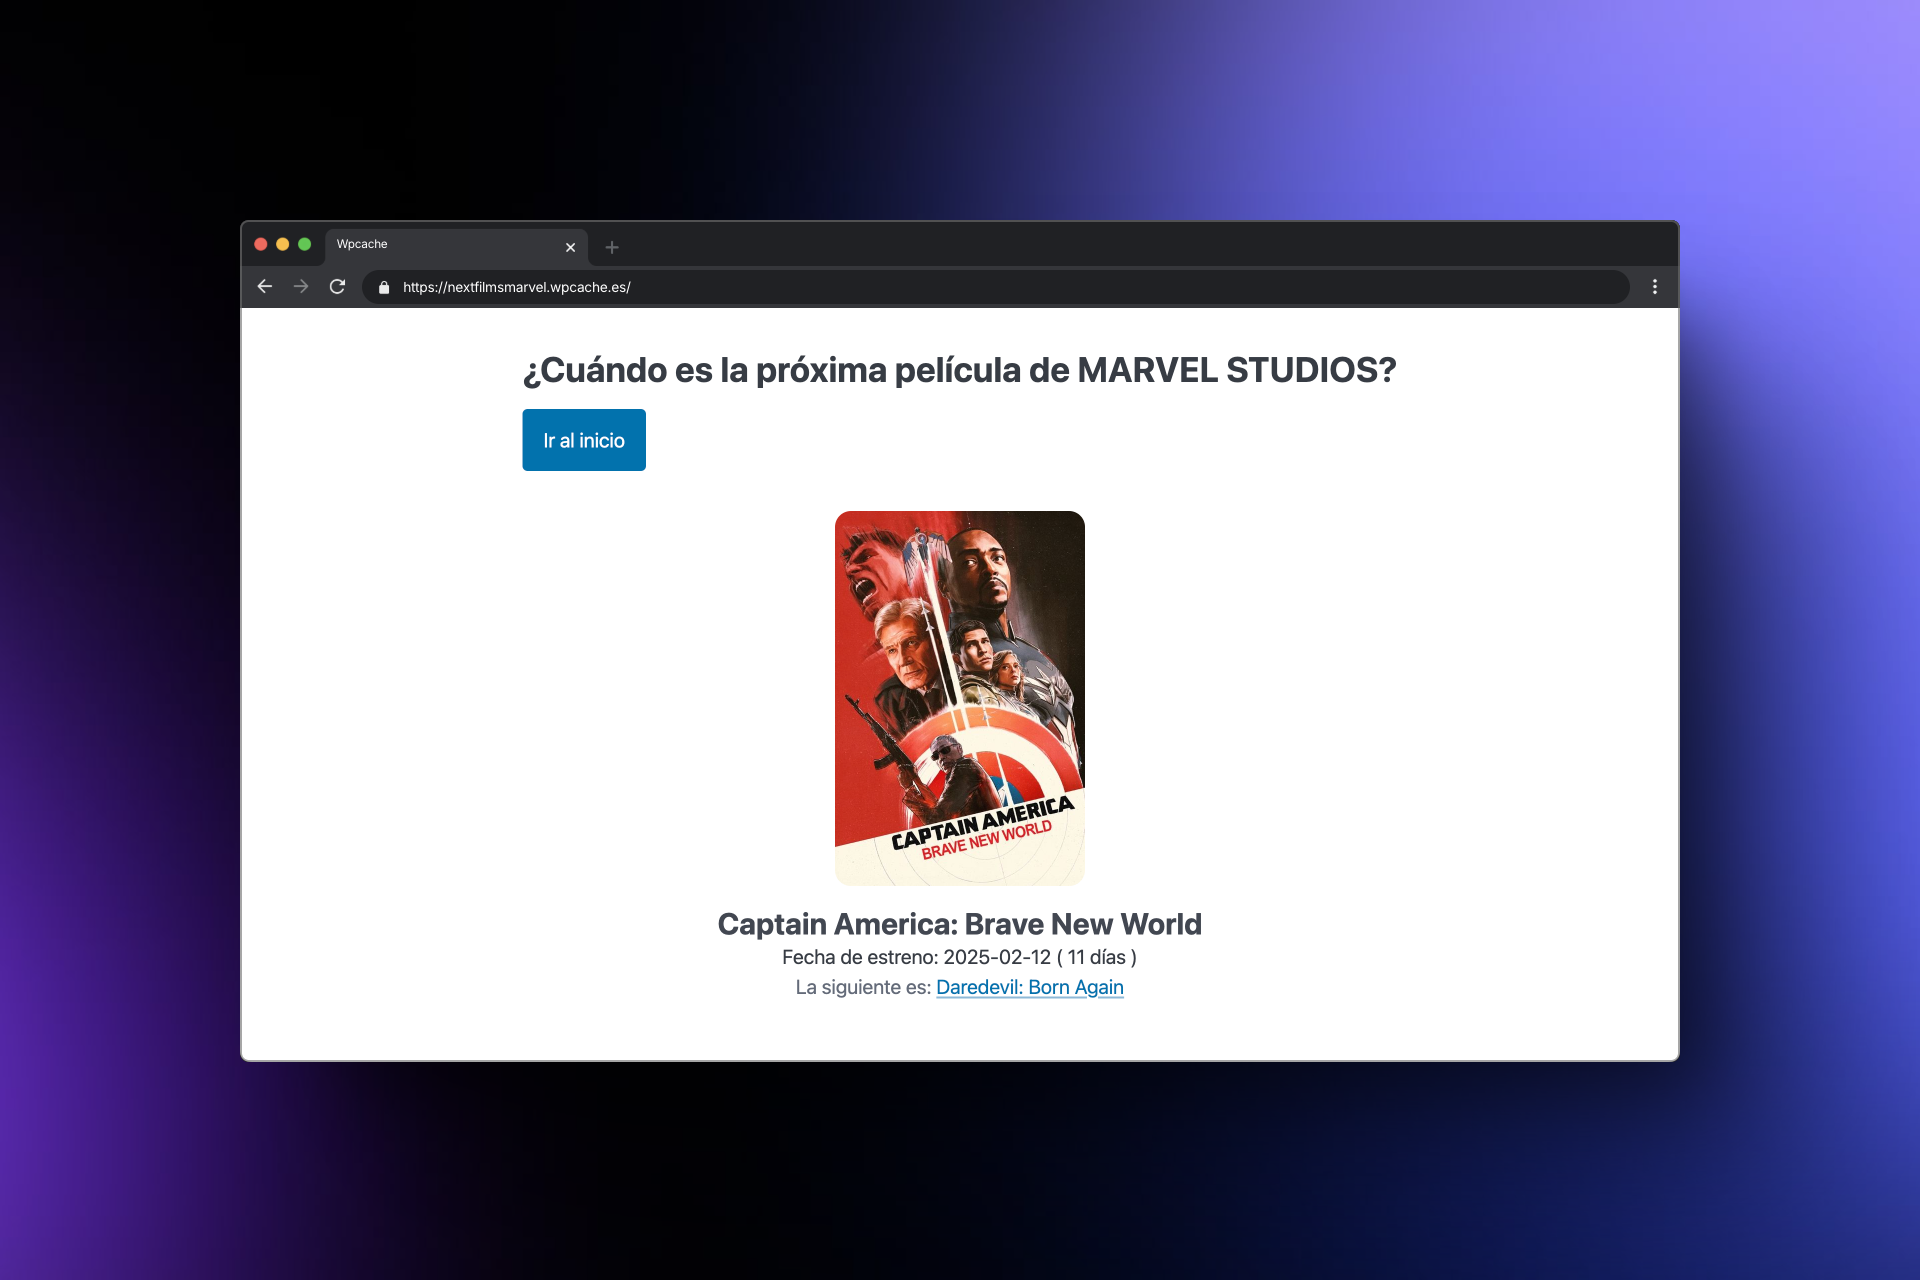 Wpcache
https://nextfilmsmarvel.wpcache.es/
¿Cuándo es la próxima película de MARVEL STUDIOS?
Ir al inicio
CAPTAIN AMERICA
BRAVE NEW WORLD
Captain America: Brave New World
Fecha de estreno: 2025-02-12 ( 11 días )
La siguiente es: Daredevil: Born Again